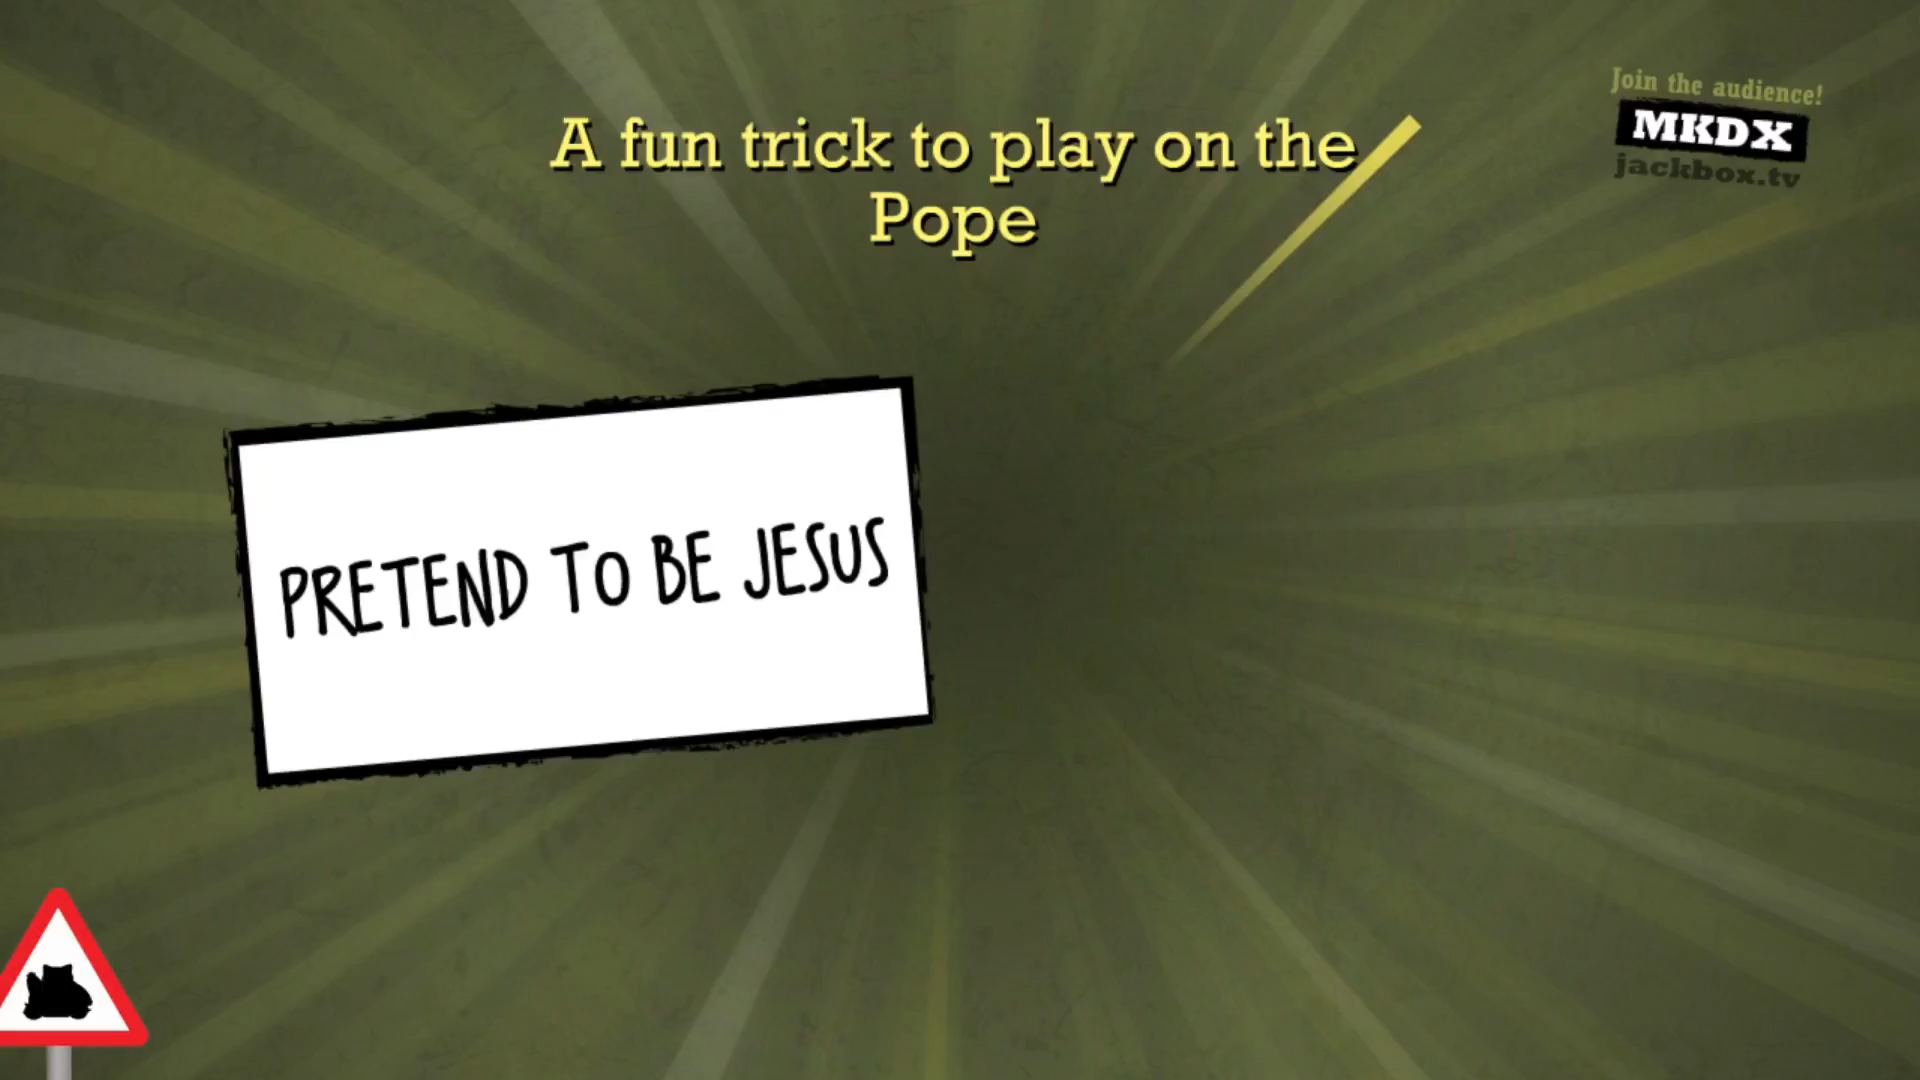 A fun trick to play on the
Pope
Join the audience!
MKDX
jackbox.tv
PRETEND TO BE JESUS